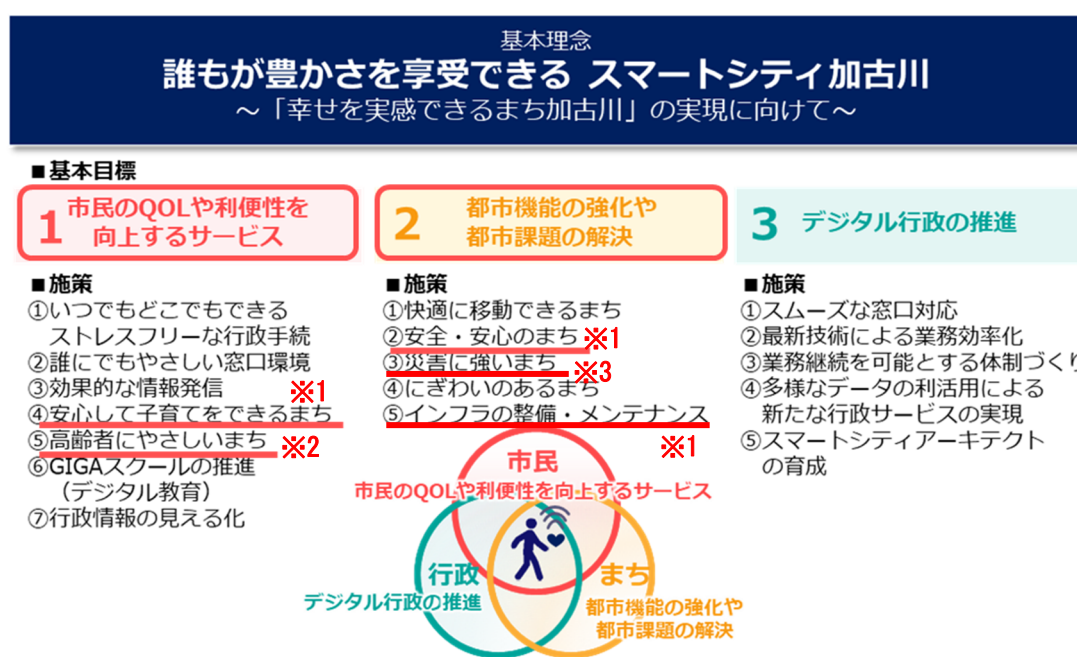 基本理念
誰もが豊かさを享受できる スマートシティ加古川
～「幸せを実感できるまち加古川」の実現に向けて～
■基本目標
1 市民のQOLや利便性を
向上するサービス
■施策
①いつでもどこでもできる
ストレスフリーな行政手続
②誰にでもやさしい窓口環境
③効果的な情報発信
※1
④安心して子育てをできるまち
⑤高齢者にやさしいまち ※2
⑥GIGAスクールの推進
（デジタル教育）
⑦行政情報の見える化
2 都市機能の強化や
都市課題の解決
■施策
①快適に移動できるまち
②安全・安心のまち ※1
③災害に強いまち ※3
④にぎわいのあるまち
⑤インフラの整備・メンテナンス
※1
3 デジタル行政の推進
■施策
①スムーズな窓口対応
②最新技術による業務効率化
③業務継続を可能とする体制づくり
④多様なデータの利活用による
新たな行政サービスの実現
⑤スマートシティアーキテクト
の育成
市民
市民のQOLや利便性を向上するサービス
行政
デジタル行政の推進
まち
都市機能の強化や
都市課題の解決